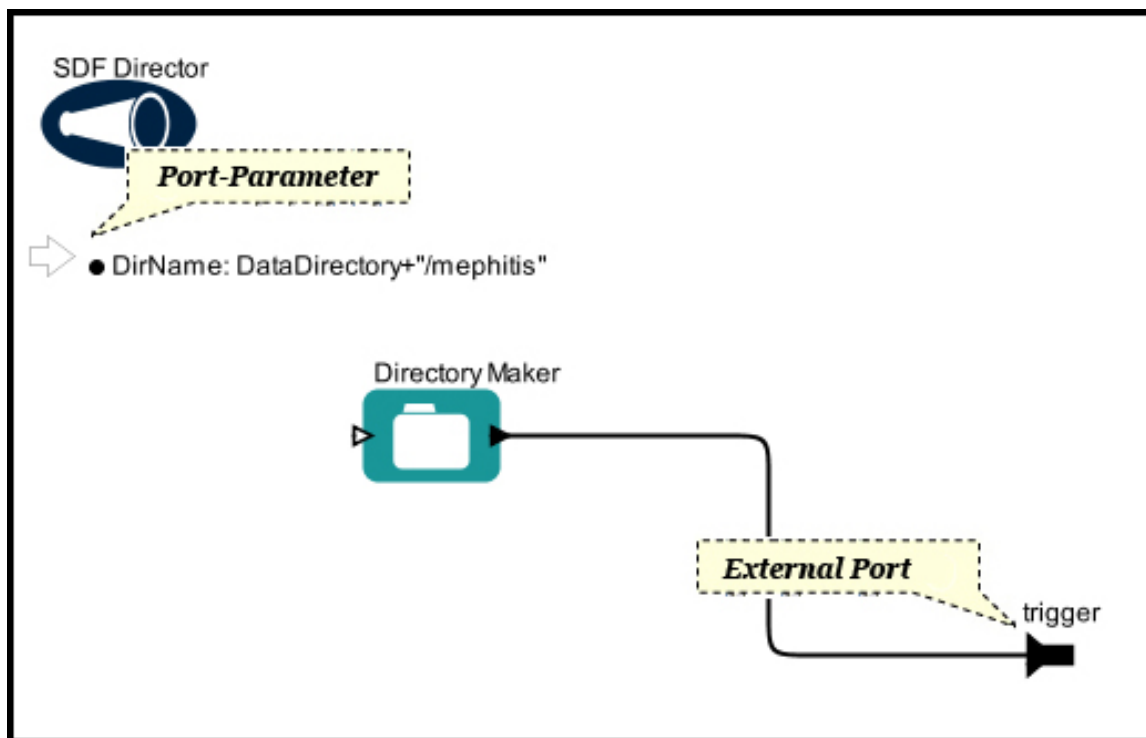 SDF Director
Port-Parameter
DirName: DataDirectory+"/mephitis"
Directory Maker
External Port
trigger